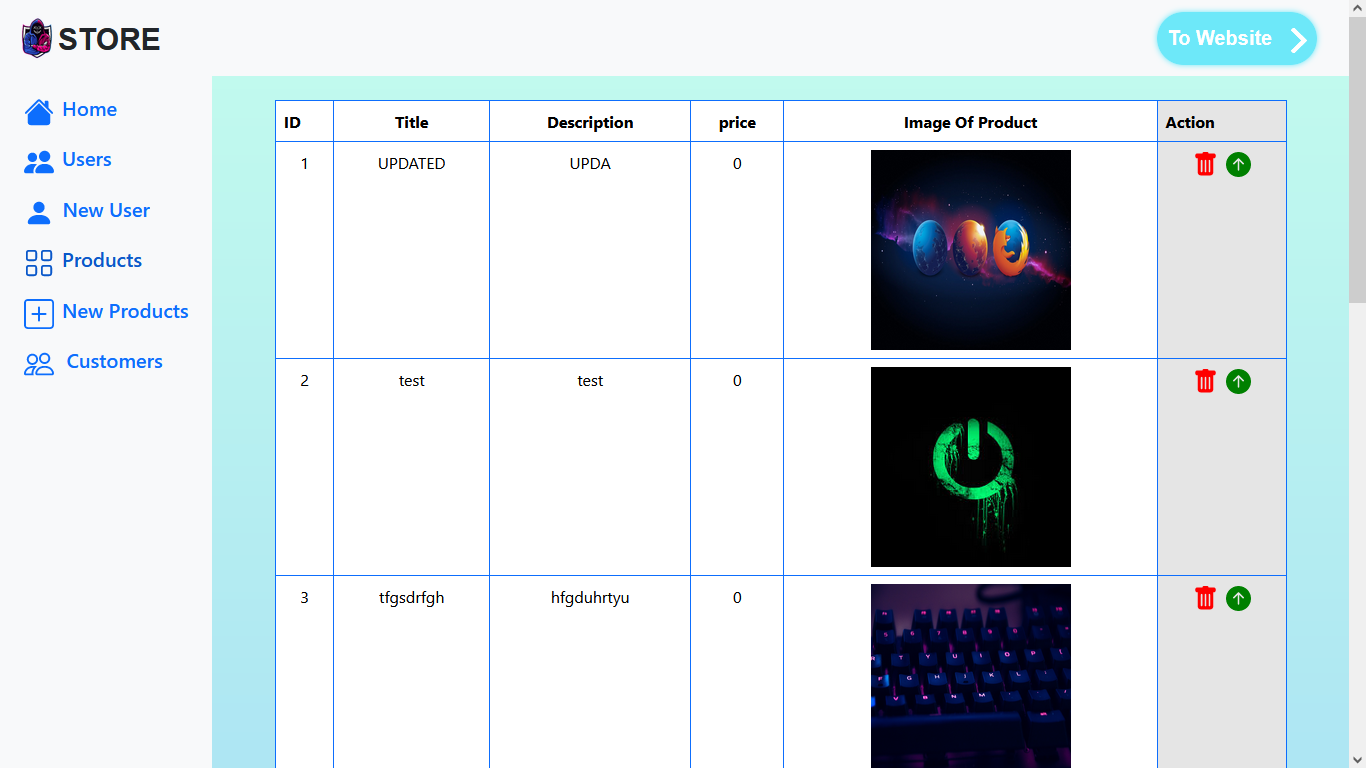 STORE
To Website
Home
Users
New User
Products
New Products
Customers
ID Title Description price Image Of Product Action
1 UPDATED UPDA 0
2 test test 0
3 tfgsdrfgh hfgduhrtyu 0